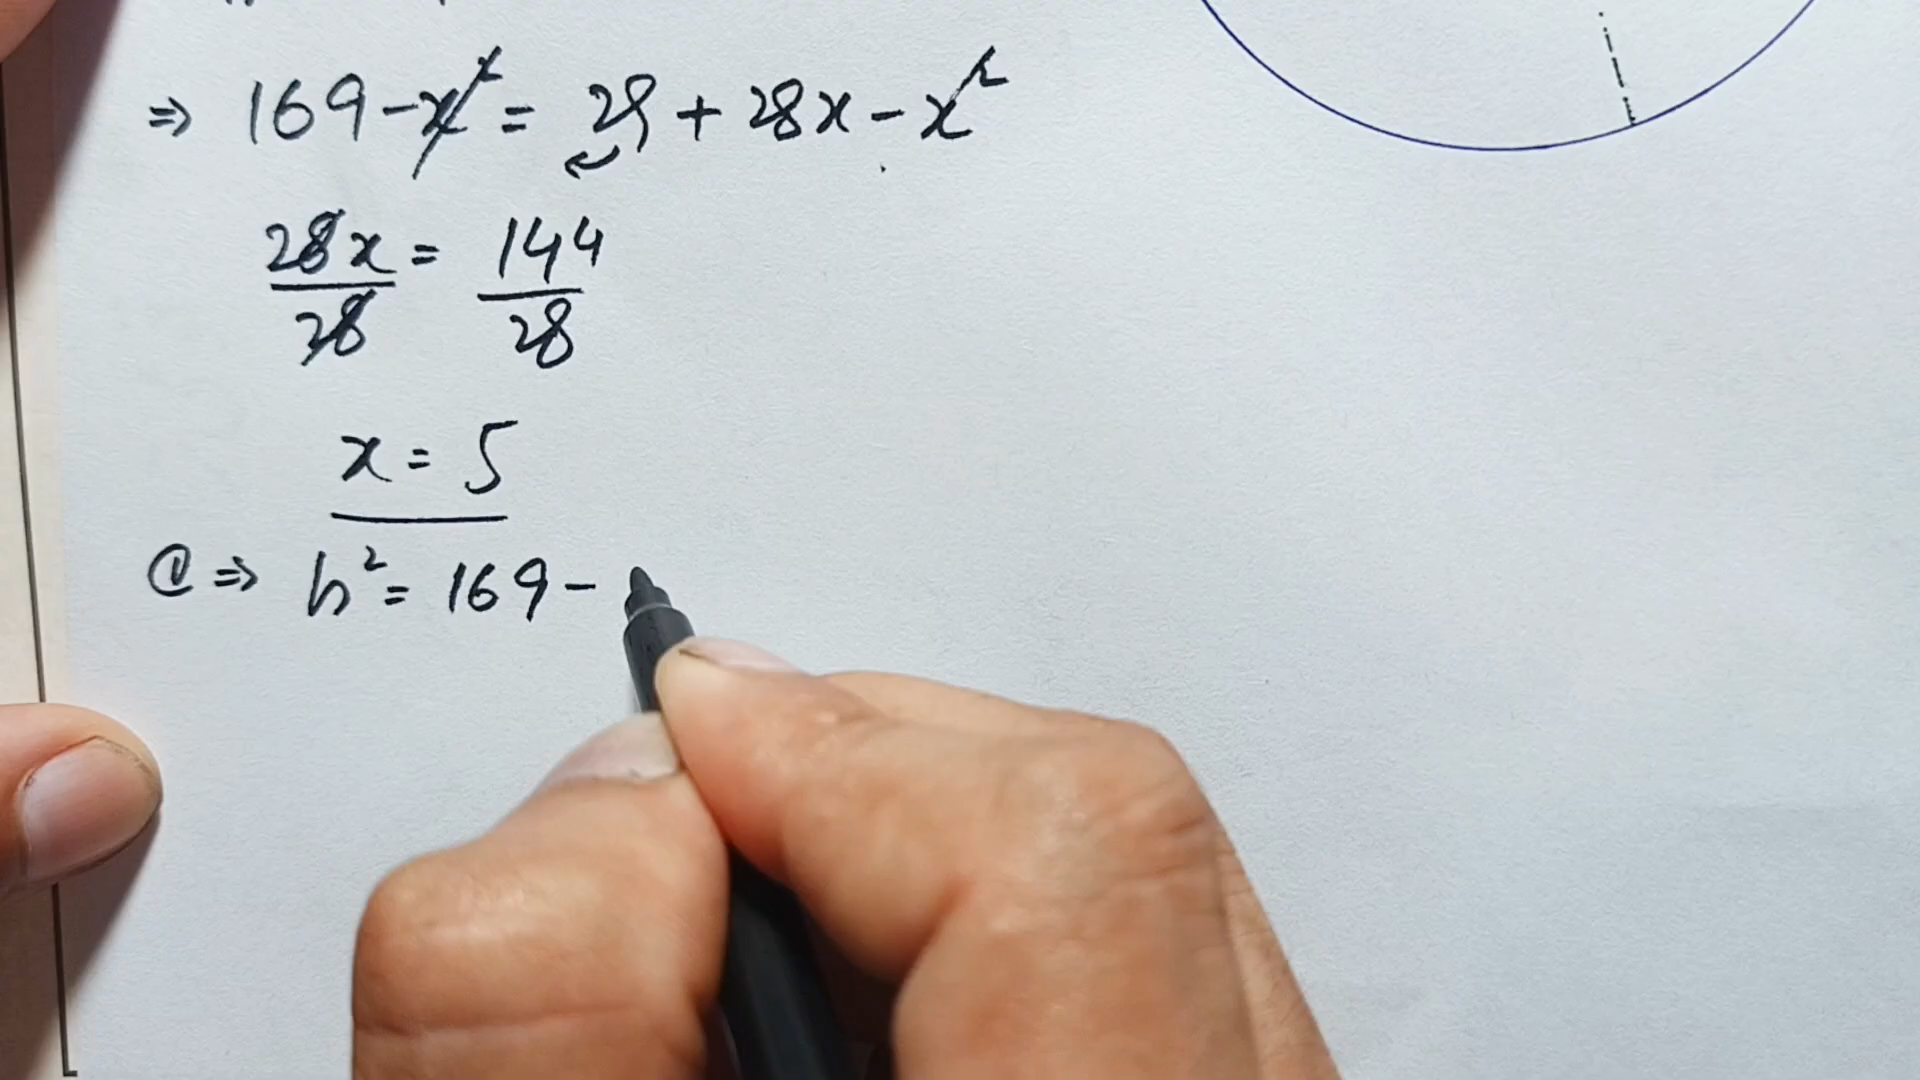 ⇒ 169 - x² = 29 + 28x - x²
28x = 144
28 28
x = 5
① ⇒ h² = 169 -